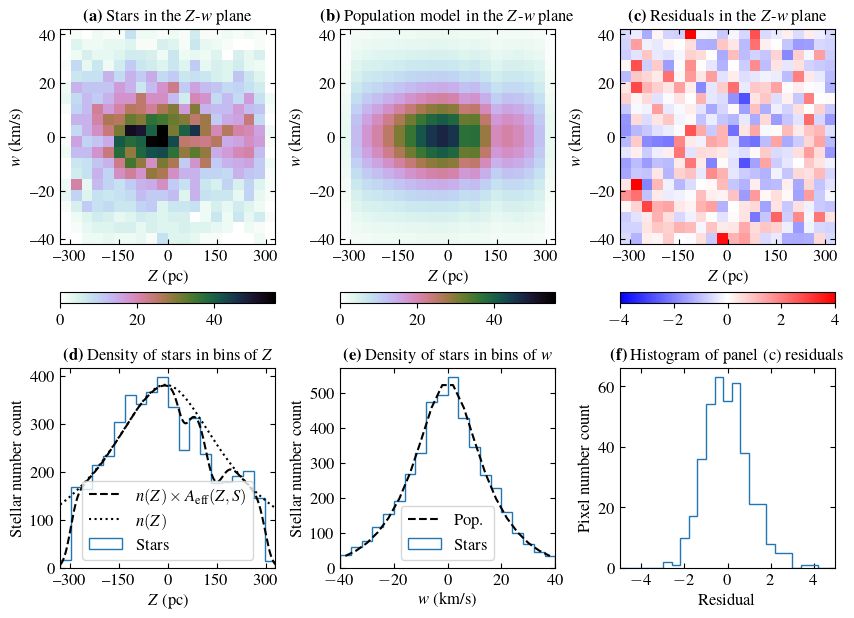 (a) Stars in the Z-w plane
(b) Population model in the Z-w plane
(c) Residuals in the Z-w plane
w (km/s)
40
20
0
−20
−40
−300 −150 0 150 300
Z (pc)
0 20 40
w (km/s)
40
20
0
−20
−40
−300 −150 0 150 300
Z (pc)
0 20 40
w (km/s)
40
20
0
−20
−40
−300 −150 0 150 300
Z (pc)
−4 −2 0 2 4
(d) Density of stars in bins of Z
(e) Density of stars in bins of w
(f) Histogram of panel (c) residuals
Stellar number count
400
300
200
100
0
n(Z) × A_eff(Z, S)
n(Z)
Stars
−300 −150 0 150 300
Z (pc)
Stellar number count
500
400
300
200
100
0
Pop.
Stars
−40 −20 0 20 40
w (km/s)
Pixel number count
60
40
20
0
−4 −2 0 2 4
Residual